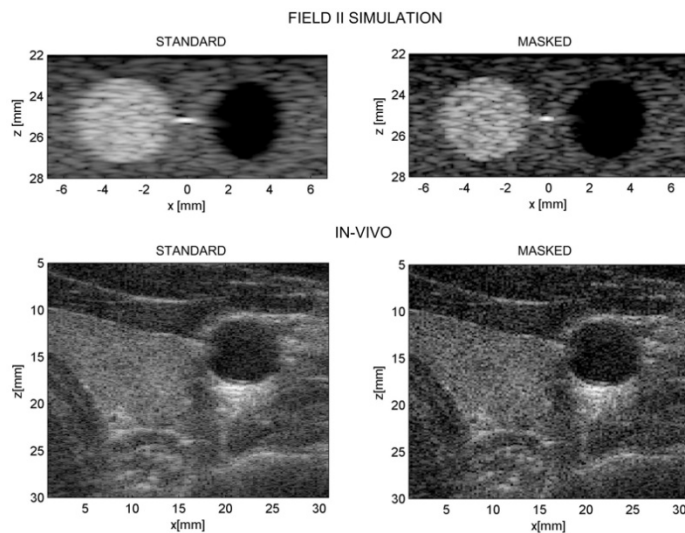 FIELD II SIMULATION
STANDARD
MASKED
22
24
26
28
z [mm]
-6 -4 -2 0 2 4 6
x [mm]
22
24
26
28
z [mm]
-6 -4 -2 0 2 4 6
x [mm]
IN-VIVO
STANDARD
MASKED
5
10
15
20
25
30
z[mm]
5 10 15 20 25 30
x[mm]
5
10
15
20
25
30
z[mm]
5 10 15 20 25 30
x[mm]